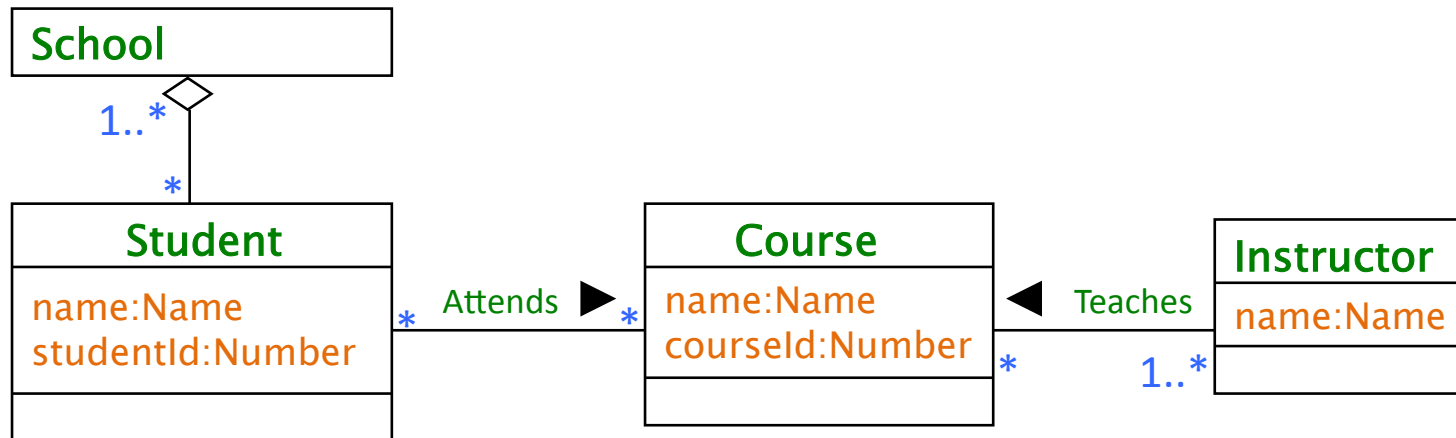 School
1..*
*
Student
name:Name
studentId:Number
* Attends *
Course
name:Name
courseId:Number
* Teaches 1..*
Instructor
name:Name